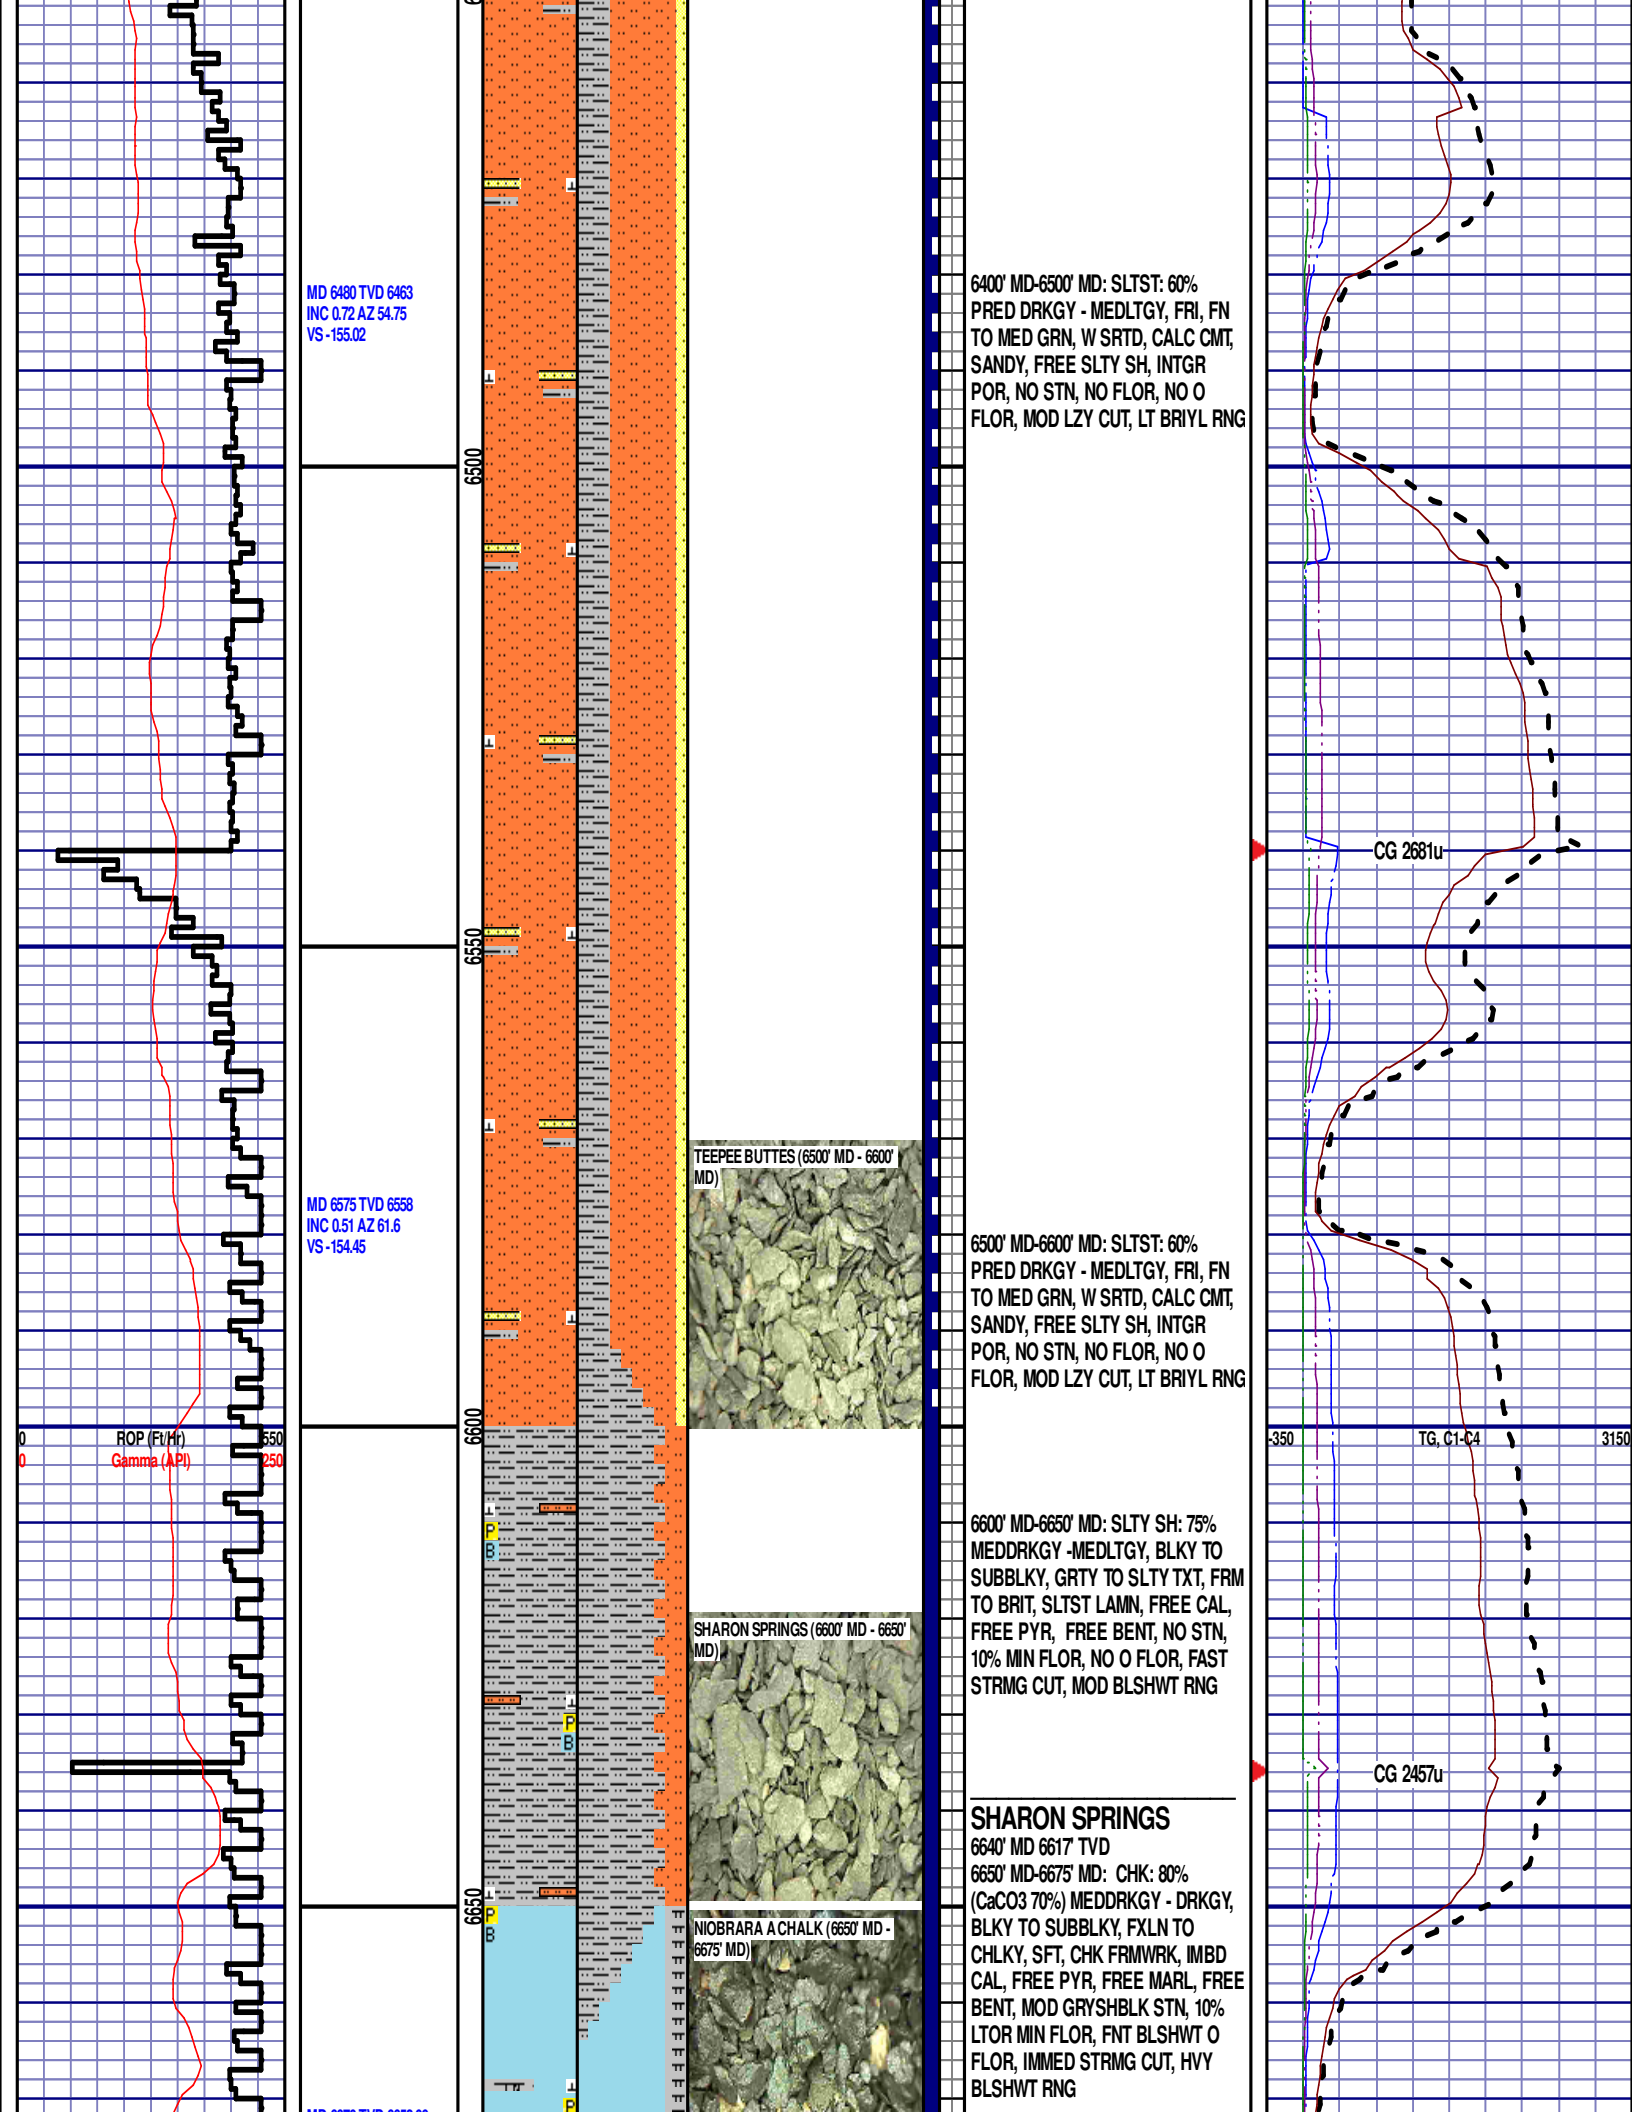 MD 6480 TVD 6463
INC 0.72 AZ 54.75
VS -155.02
6400' MD-6500' MD: SLTST: 60%
PRED DRKGY - MEDLTGY, FRI, FN
TO MED GRN, W SRTD, CALC CMT,
SANDY, FREE SLTY SH, INTGR
POR, NO STN, NO FLOR, NO O
FLOR, MOD LZY CUT, LT BRIYL RNG
6500
CG 2681u
6550
TEEPEE BUTTES (6500' MD - 6600'
MD)
MD 6575 TVD 6558
INC 0.51 AZ 61.6
VS -154.45
6500' MD-6600' MD: SLTST: 60%
PRED DRKGY - MEDLTGY, FRI, FN
TO MED GRN, W SRTD, CALC CMT,
SANDY, FREE SLTY SH, INTGR
POR, NO STN, NO FLOR, NO O
FLOR, MOD LZY CUT, LT BRIYL RNG
6600
0 ROP (Ft/Hr) 550
0 Gamma (API) 250
-350 TG, C1-C4 3150
P
B
6600' MD-6650' MD: SLTY SH: 75%
MEDDRKGY -MEDLTGY, BLKY TO
SUBBLKY, GRTY TO SLTY TXT, FRM
TO BRIT, SLTST LAMN, FREE CAL,
FREE PYR,  FREE BENT, NO STN,
10% MIN FLOR, NO O FLOR, FAST
STRMG CUT, MOD BLSHWT RNG
SHARON SPRINGS (6600' MD - 6650'
MD)
P
B
CG 2457u
SHARON SPRINGS
6640' MD 6617' TVD
6650' MD-6675' MD:  CHK: 80%
(CaCO3 70%) MEDDRKGY - DRKGY,
BLKY TO SUBBLKY, FXLN TO
CHLKY, SFT, CHK FRMWRK, IMBD
CAL, FREE PYR, FREE MARL, FREE
BENT, MOD GRYSHBLK STN, 10%
LTOR MIN FLOR, FNT BLSHWT O
FLOR, IMMED STRMG CUT, HVY
BLSHWT RNG
6650
P
B
NIOBRARA A CHALK (6650' MD -
6675' MD)
P